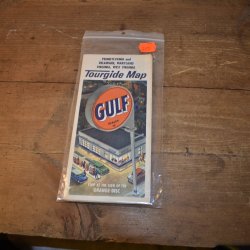 PENNSYLVANIA and
DELAWARE, MARYLAND
VIRGINIA, WEST VIRGINIA
Tourgide Map
GULF
STOP AT THE SIGN OF THE
ORANGE DISC